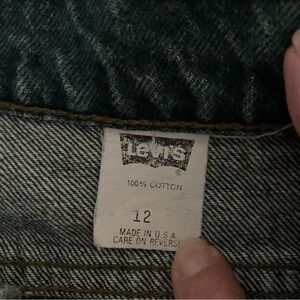 Levi's
®
100% COTTON
12
MADE IN U.S.A.
CARE ON REVERSE